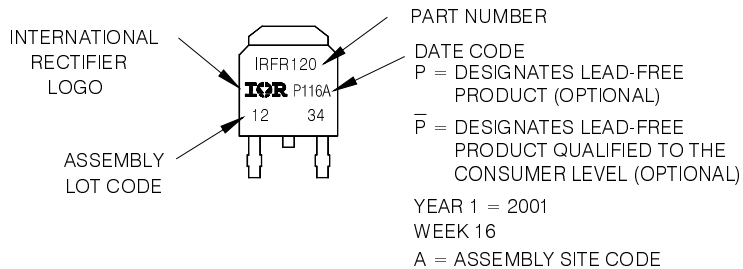 INTERNATIONAL
RECTIFIER
LOGO
ASSEMBLY
LOT CODE
IRFR120
IOR P116A
12 34
PART NUMBER
DATE CODE
P = DESIGNATES LEAD-FREE
PRODUCT (OPTIONAL)
P̅ = DESIGNATES LEAD-FREE
PRODUCT QUALIFIED TO THE
CONSUMER LEVEL (OPTIONAL)
YEAR 1 = 2001
WEEK 16
A = ASSEMBLY SITE CODE